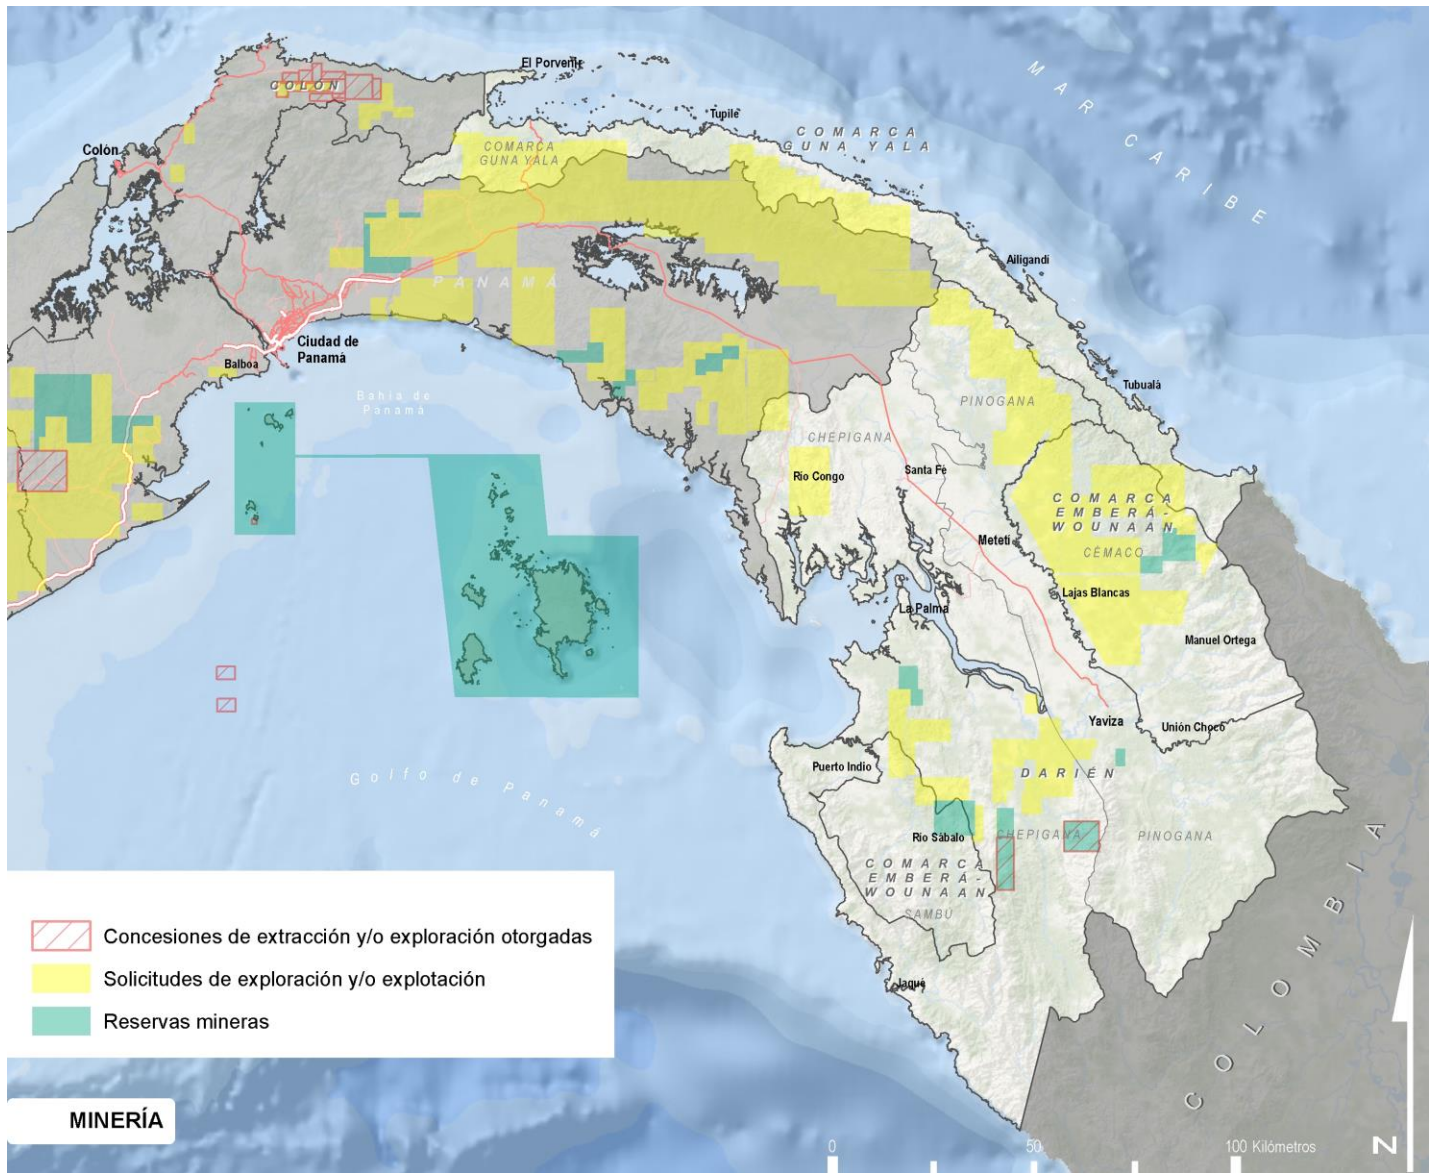 El Porvenir
MAR CARIBE
COLÓN
Tupile
COMARCA
GUNA YALA
COMARCA
GUNA YALA
Colón
Ailigandí
PANAMÁ
Ciudad de
Panamá
Balboa
Bahía de
Panamá
Tubualá
PINOGANA
CHEPIGANA
Santa Fé
Río Congo
COMARCA
EMBERÁ-
WOUNAAN
Metetí
CÉMACO
Lajas Blancas
La Palma
Manuel Ortega
Yaviza
Unión Chocó
Puerto Indio
DARIÉN
Golfo de Panamá
Río Sábalo
CHEPIGANA
PINOGANA
COMARCA
EMBERÁ-
WOUNAAN
SAMBÚ
Jaqué
COLOMBIA
Concesiones de extracción y/o exploración otorgadas
Solicitudes de exploración y/o explotación
Reservas mineras
MINERÍA
0 50 100 Kilómetros
N